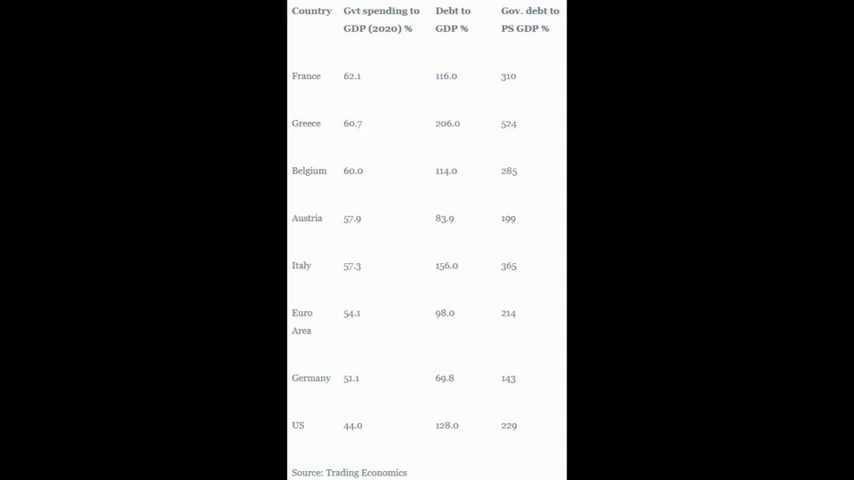 Country Gvt spending to Debt to Gov. debt to
GDP (2020) % GDP % PS GDP %
France 62.1 116.0 310
Greece 60.7 206.0 524
Belgium 60.0 114.0 285
Austria 57.9 83.9 199
Italy 57.3 156.0 365
Euro 54.1 98.0 214
Area
Germany 51.1 69.8 143
US 44.0 128.0 229
Source: Trading Economics